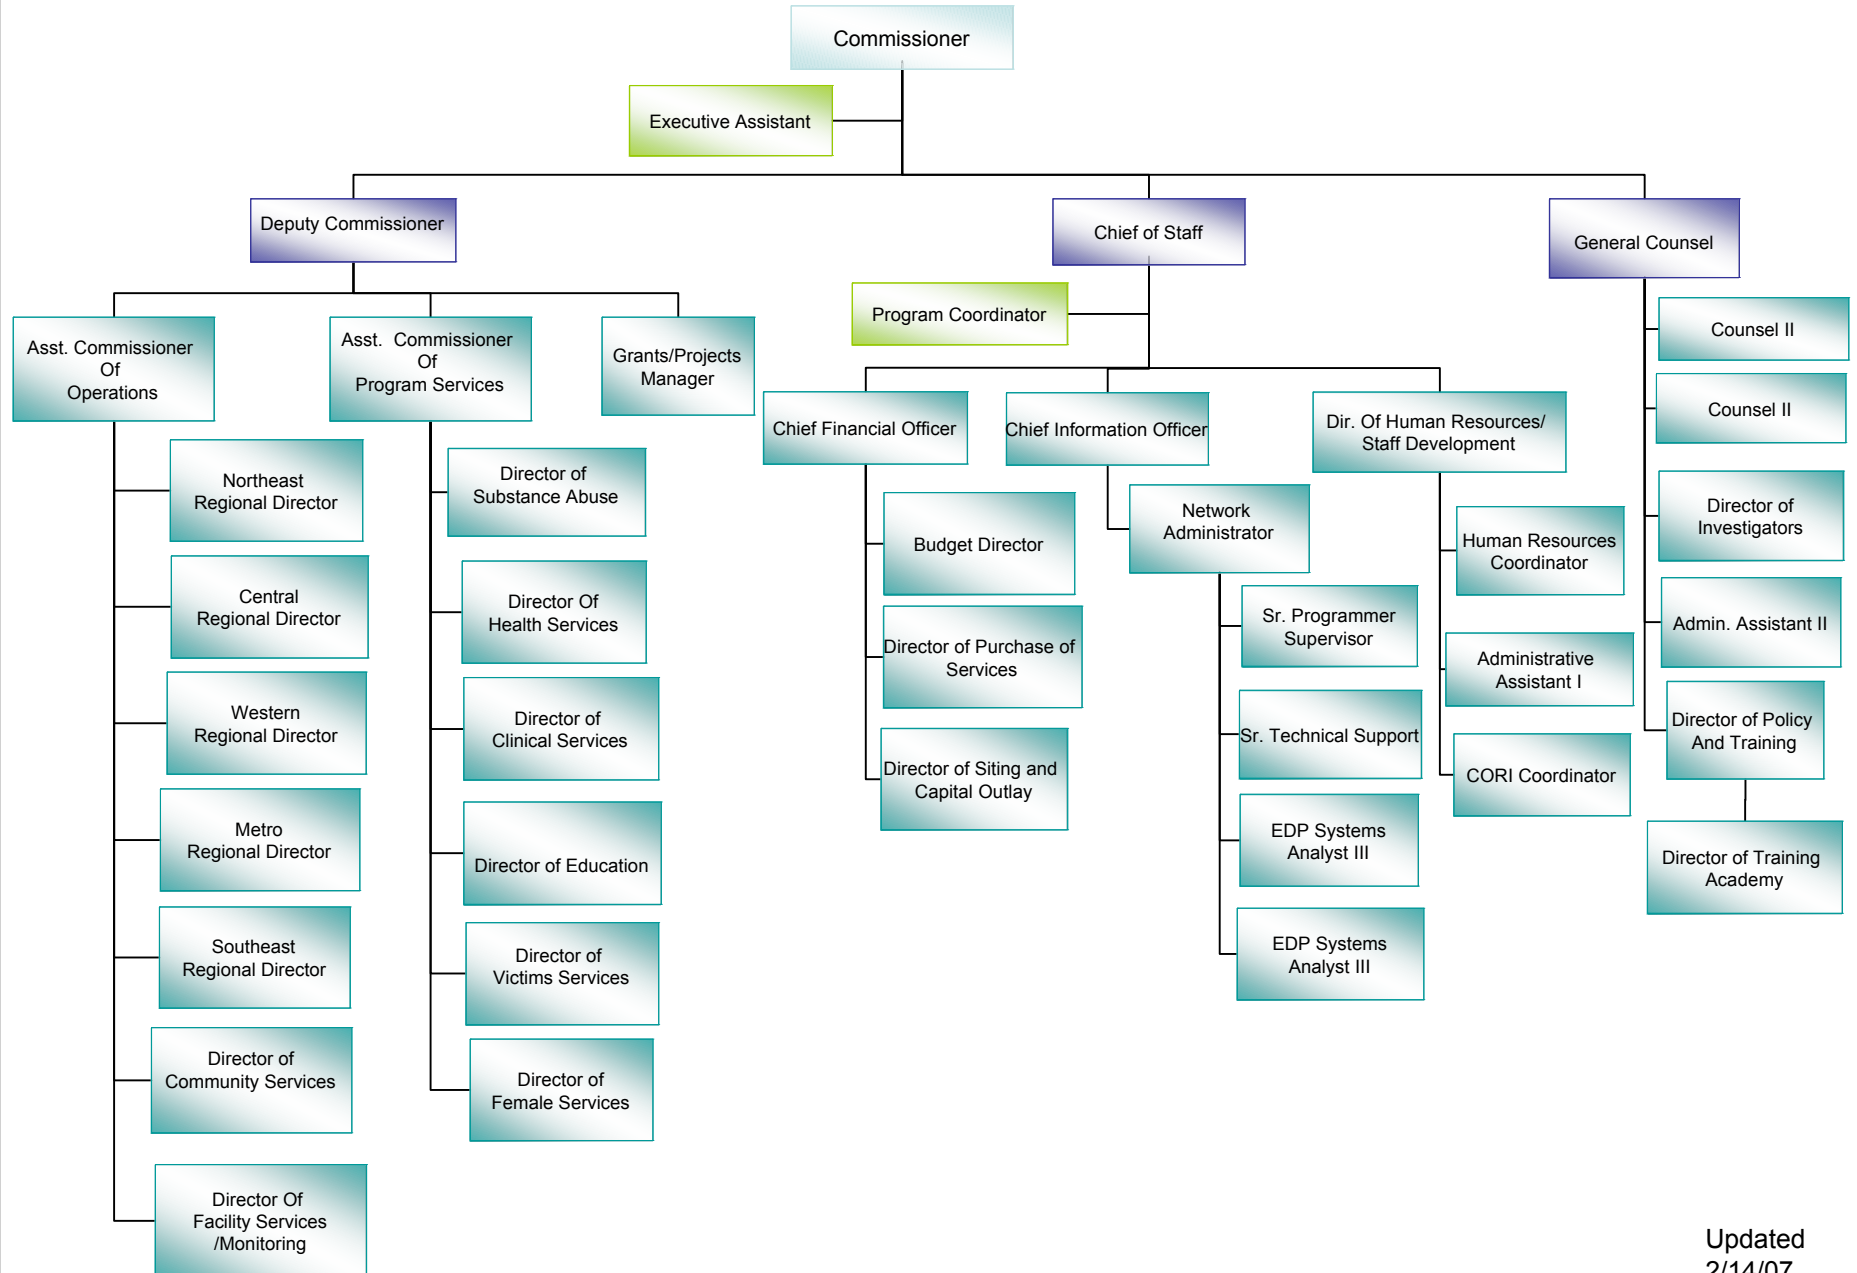 Commissioner
Executive Assistant
Deputy Commissioner
Chief of Staff
General Counsel
Program Coordinator
Asst. Commissioner
Of
Operations
Asst. Commissioner
Of
Program Services
Grants/Projects
Manager
Northeast
Regional Director
Central
Regional Director
Western
Regional Director
Metro
Regional Director
Southeast
Regional Director
Director of
Community Services
Director Of
Facility Services
/Monitoring
Director of
Substance Abuse
Director Of
Health Services
Director of
Clinical Services
Director of Education
Director of
Victims Services
Director of
Female Services
Chief Financial Officer
Budget Director
Director of Purchase of
Services
Director of Siting and
Capital Outlay
Chief Information Officer
Network
Administrator
Sr. Programmer
Supervisor
Sr. Technical Support
EDP Systems
Analyst III
EDP Systems
Analyst III
Dir. Of Human Resources/
Staff Development
Human Resources
Coordinator
Administrative
Assistant I
CORI Coordinator
Counsel II
Counsel II
Director of
Investigators
Admin. Assistant II
Director of Policy
And Training
Director of Training
Academy
Updated
2/14/07